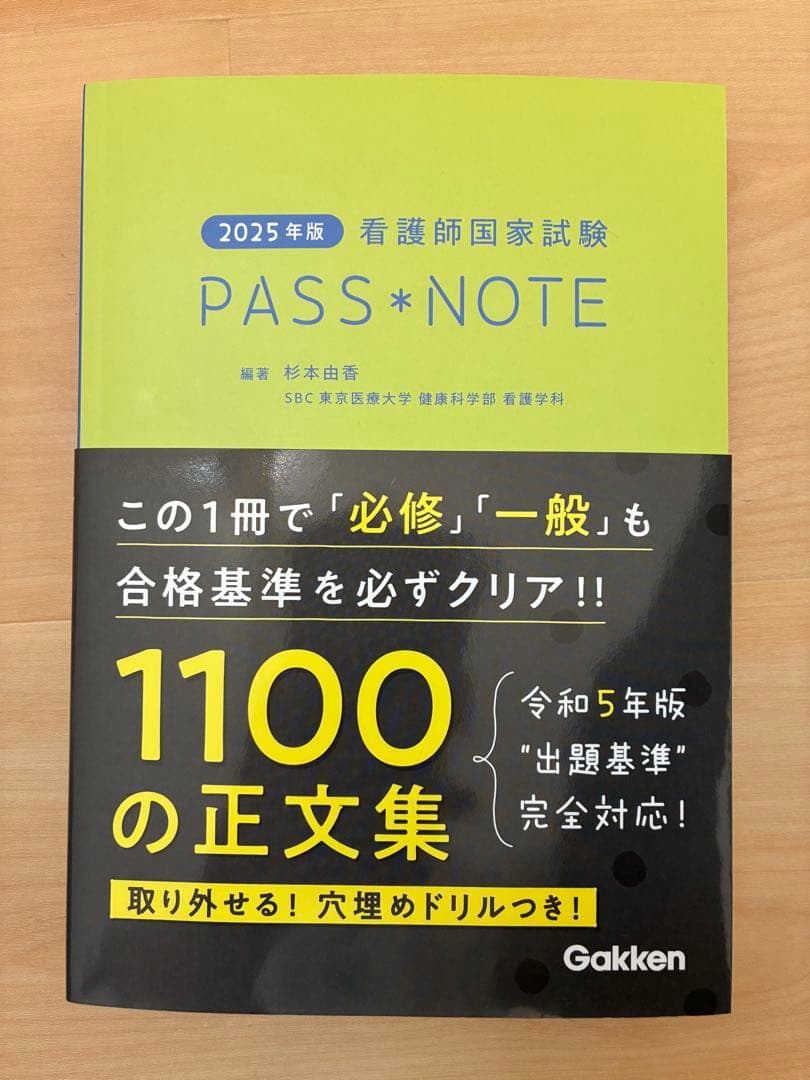 2025年版 看護師国家試験
PASS*NOTE
編著 杉本由香
SBC 東京医療大学 健康科学部 看護学科
この1冊で「必修」「一般」も
合格基準を必ずクリア!!
1100
の正文集
令和5年版
"出題基準"
完全対応!
取り外せる! 穴埋めドリルつき!
Gakken